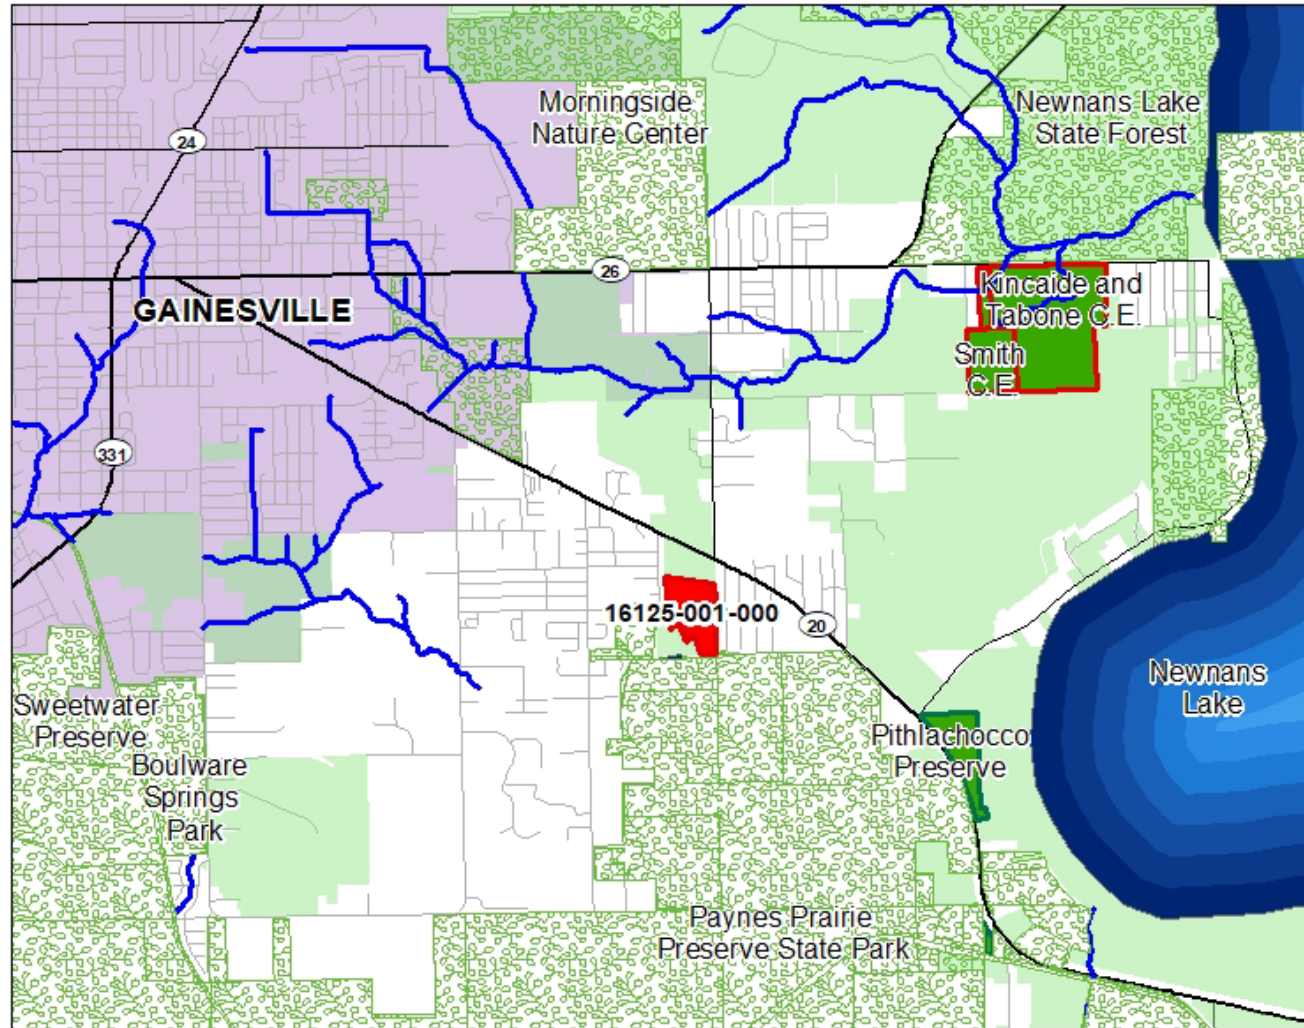 Morningside
Nature Center
Newnans Lake
State Forest
24
26
GAINESVILLE
Kincaide and
Tabone C.E.
Smith
C.E.
331
16125-001-000
20
Newnans
Lake
Sweetwater
Preserve
Pithlachocco
Preserve
Boulware
Springs
Park
Paynes Prairie
Preserve State Park